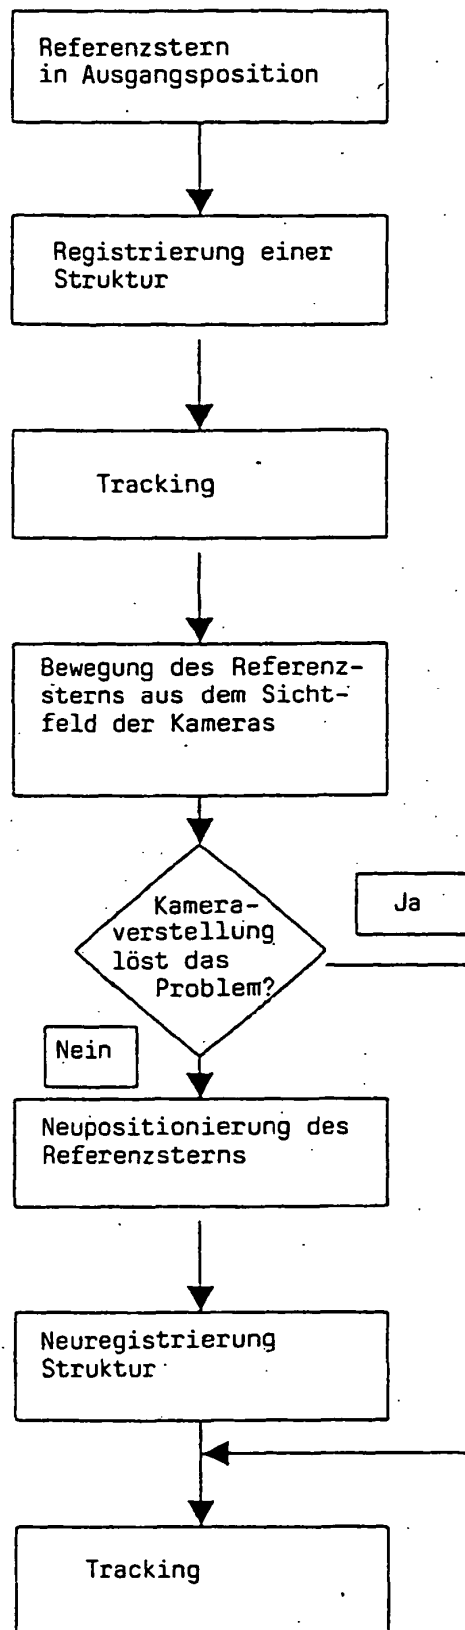 Referenzstern
in Ausgangsposition
Registrierung einer
Struktur
Tracking
Bewegung des Referenz-
sterns aus dem Sicht-
feld der Kameras
Kamera-
verstellung
löst das
Problem?
Ja
Nein
Neupositionierung des
Referenzsterns
Neuregistrierung
Struktur
Tracking